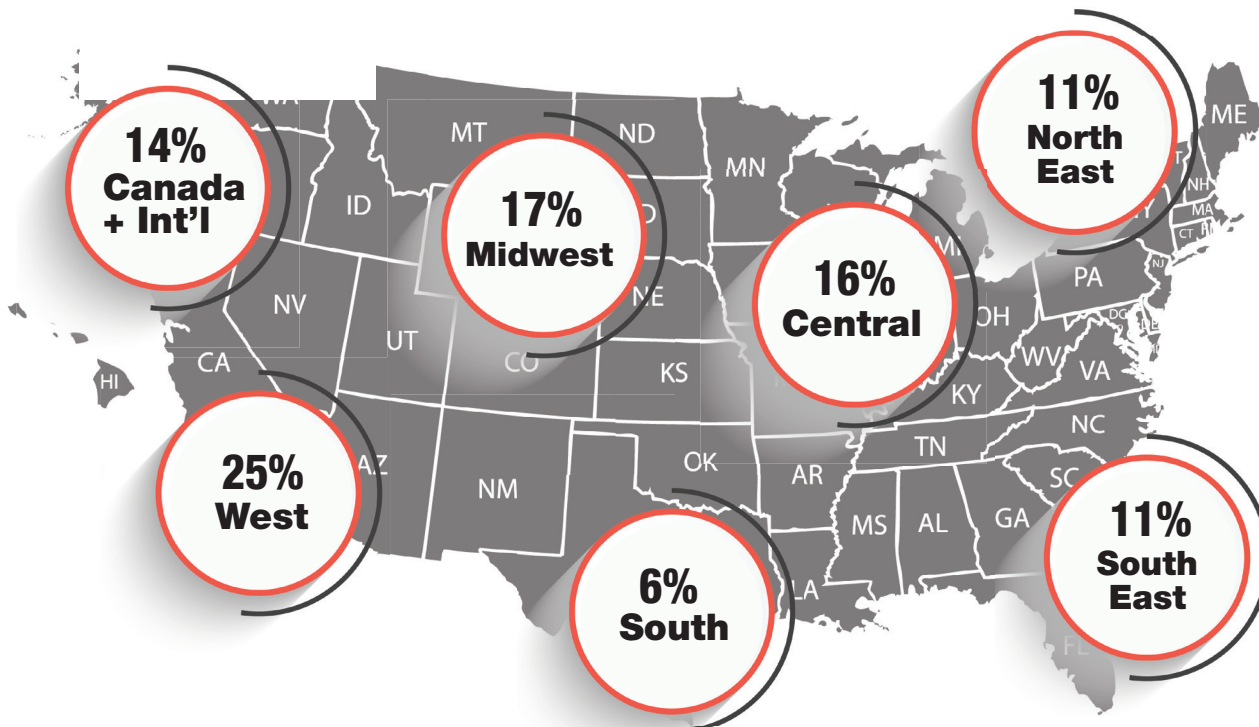 14%
Canada
+ Int’l
17%
Midwest
16%
Central
11%
North
East
25%
West
6%
South
11%
South
East
WA
MT
ND
MN
ME
ID
NH
MA
CT
MI
NV
UT
CO
NE
PA
NJ
OH
CA
KS
WV
VA
KY
HI
AZ
NM
OK
TN
NC
AR
SC
MS
AL
GA
LA
FL